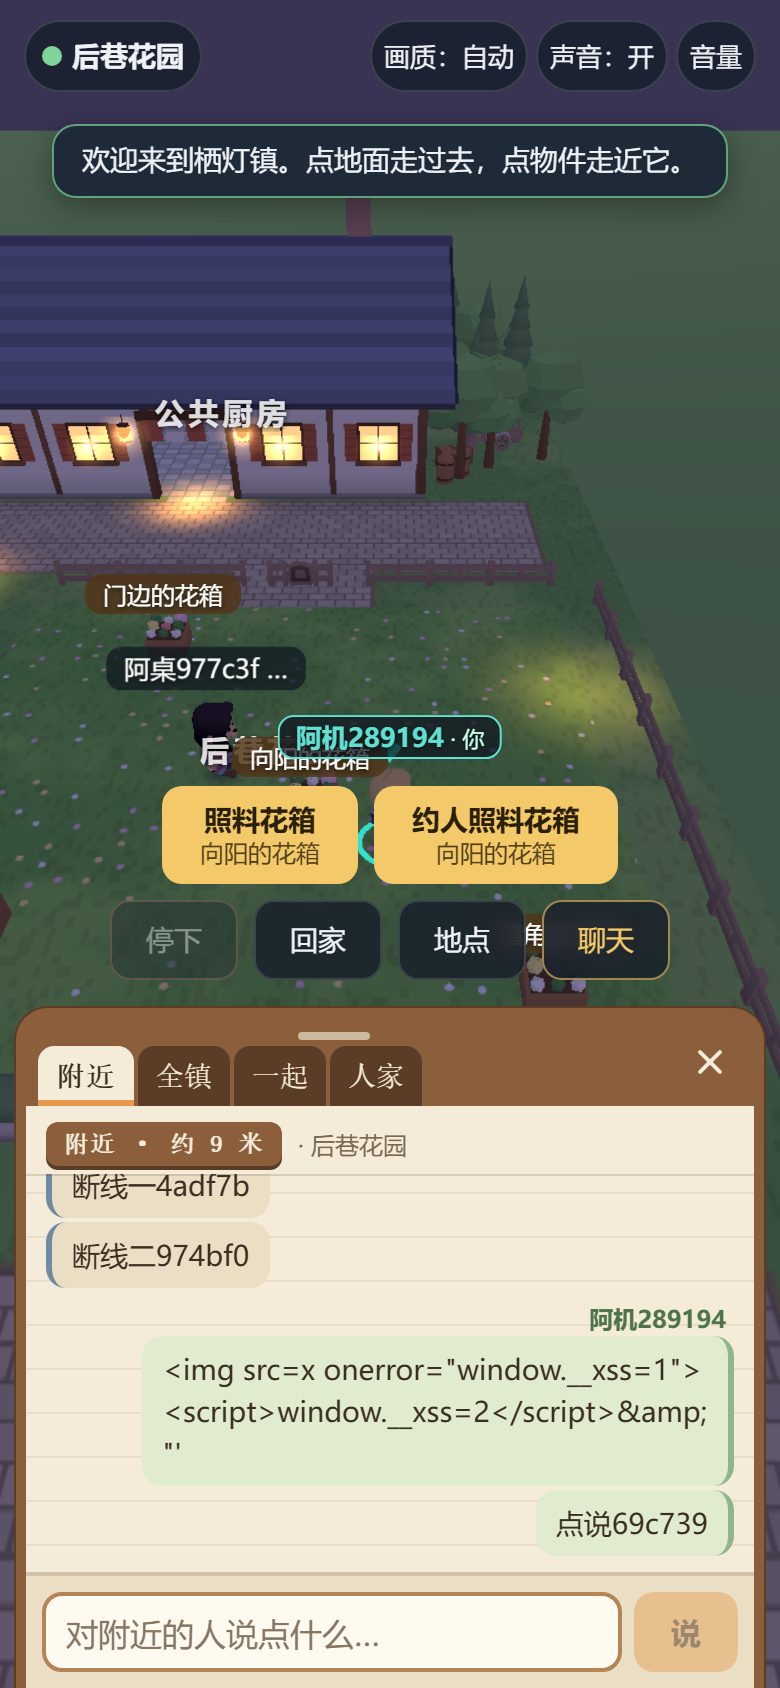 后巷花园
画质：自动
声音：开
音量
欢迎来到栖灯镇。点地面走过去，点物件走近它。
公共厨房
门边的花箱
阿桌977c3f ...
阿机289194 · 你
后巷
向阳的花箱
照料花箱
向阳的花箱
约人照料花箱
向阳的花箱
停下
回家
地点
角
聊天
附近
全镇
一起
人家
×
附近 · 约 9 米
· 后巷花园
断线一4adf7b
断线二974bf0
阿机289194
<img src=x onerror="window.__xss=1">
<script>window.__xss=2</script>&amp;
"'
点说69c739
对附近的人说点什么...
说